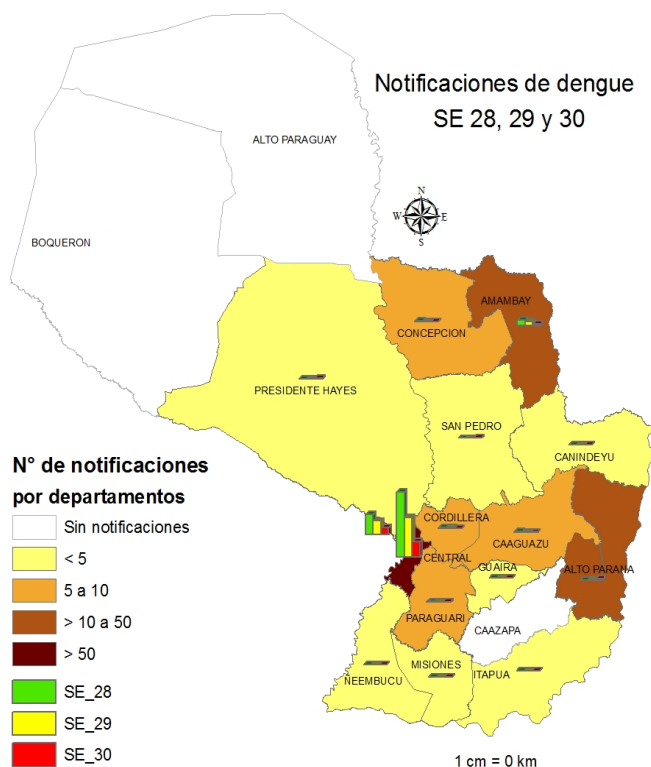 Notificaciones de dengue
SE 28, 29 y 30
N
W E
S
ALTO PARAGUAY
BOQUERON
AMAMBAY
CONCEPCION
PRESIDENTE HAYES
SAN PEDRO
CANINDEYU
CORDILLERA
CAAGUAZU
CENTRAL
GUAIRA
ALTO PARANA
PARAGUARI
CAAZAPA
MISIONES
ITAPUA
ÑEEMBUCU
N° de notificaciones
por departamentos
Sin notificaciones
< 5
5 a 10
> 10 a 50
> 50
SE_28
SE_29
SE_30
1 cm = 0 km